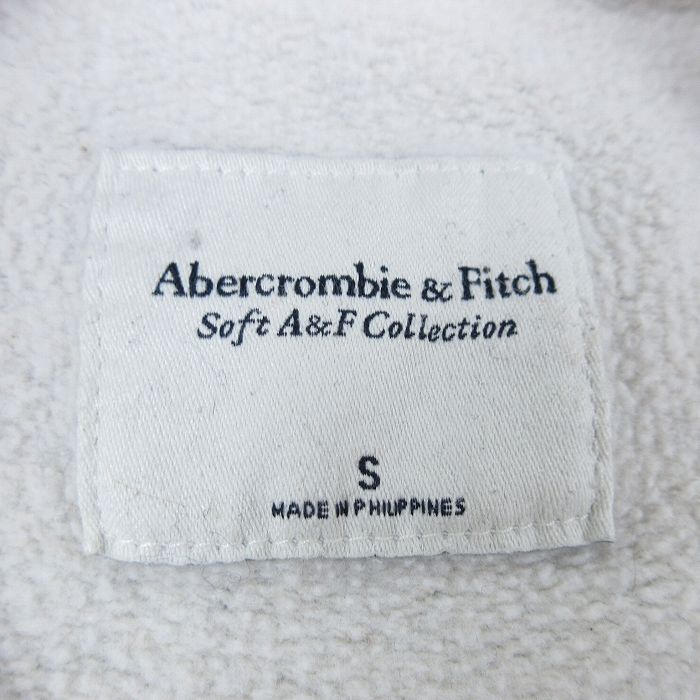 Abercrombie & Fitch
Soft A&F Collection
S
MADE IN PHILIPPINES